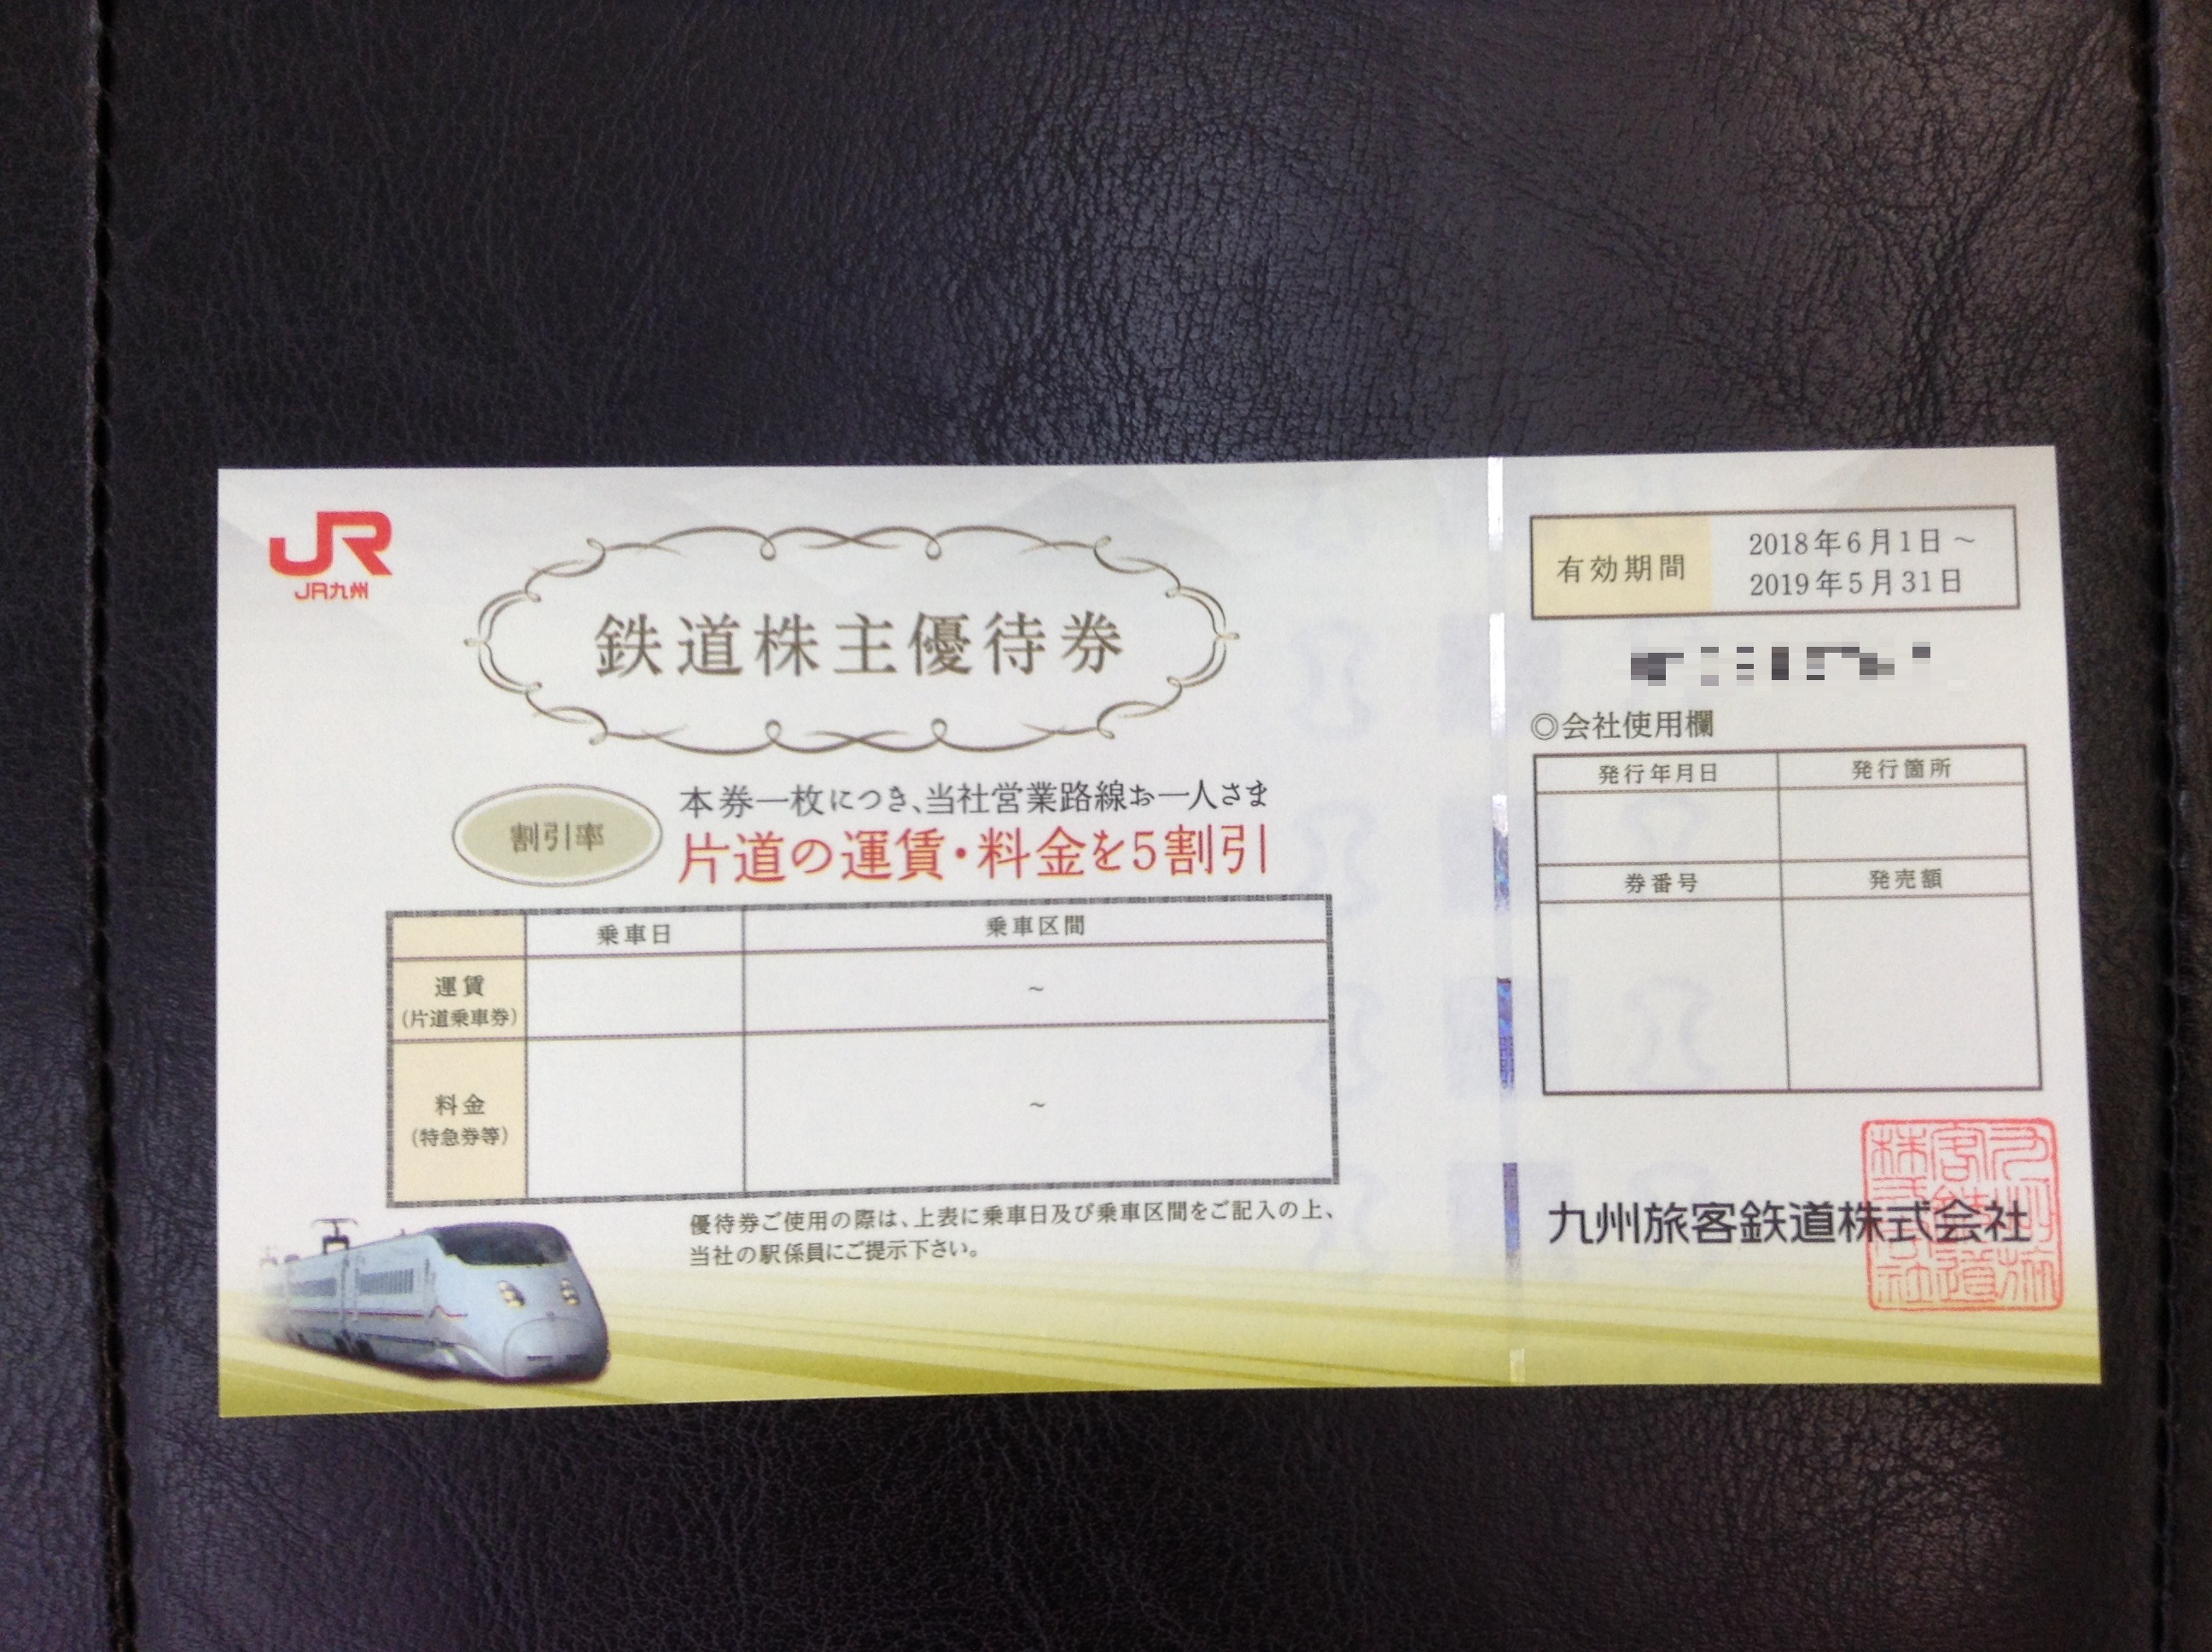 JR
JR九州
鉄道株主優待券
割引率
本券一枚につき、当社営業路線お一人さま
片道の運賃・料金を5割引
乗車日
乗車区間
運賃
(片道乗車券)
~
料金
(特急券等)
~
優待券ご使用の際は、上表に乗車日及び乗車区間をご記入の上、
当社の駅係員にご提示下さい。
有効期間
2018年6月1日~
2019年5月31日
◎会社使用欄
発行年月日
発行箇所
券番号
発売額
九州旅客鉄道株式会社